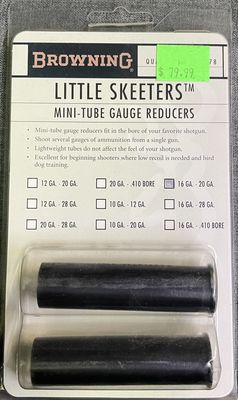 BROWNING
$ 79.99
78
LITTLE SKEETERS™
MINI-TUBE GAUGE REDUCERS
• Mini-tube gauge reducers fit in the bore of your favorite shotgun.
• Shoot several gauges of ammunition from a single gun.
• Lightweight tubes do not affect the feel of your shotgun.
• Excellent for beginning shooters where low recoil is needed and bird
dog training.
12 GA. - 20 GA. 20 GA. - .410 BORE 16 GA. - 20 GA.
12 GA. - 28 GA. 10 GA. - 12 GA. 16 GA. - 28 GA.
20 GA. - 28 GA. 10 GA. - 20 GA. 16 GA. - .410 BORE